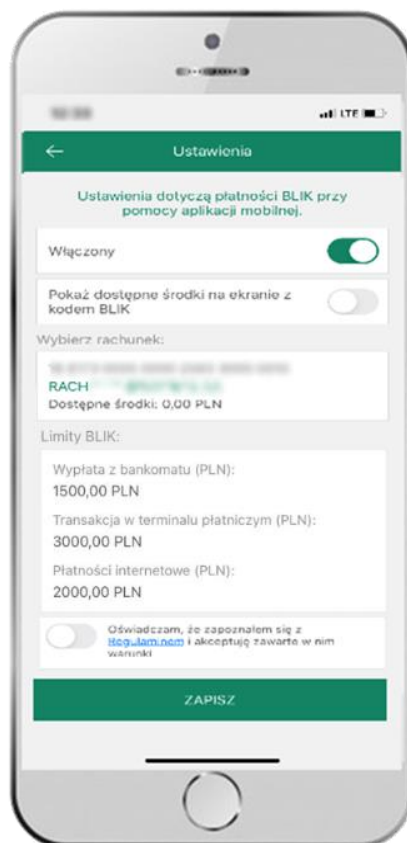 LTE
Ustawienia
Ustawienia dotyczą płatności BLIK przy
pomocy aplikacji mobilnej.
Włączony
Pokaż dostępne środki na ekranie z
kodem BLIK
Wybierz rachunek:
RACH
Dostępne środki: 0,00 PLN
Limity BLIK:
Wypłata z bankomatu (PLN):
1500,00 PLN
Transakcja w terminalu płatniczym (PLN):
3000,00 PLN
Płatności internetowe (PLN):
2000,00 PLN
Oświadczam, że zapoznałem się z
Regulaminem i akceptuję zawarte w nim
warunki
ZAPISZ